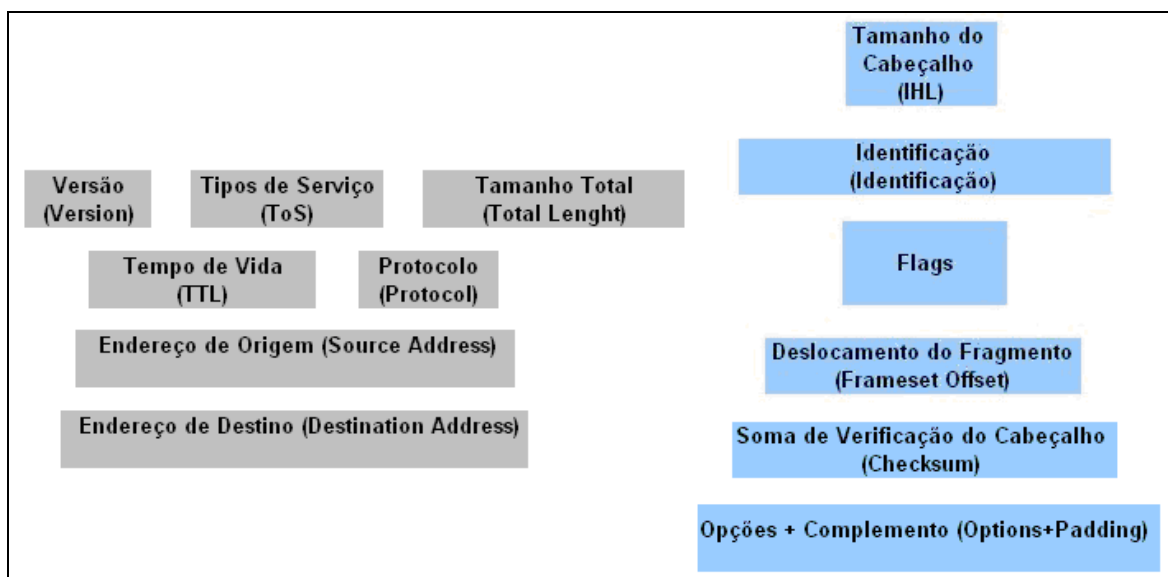 Versão
(Version)
Tipos de Serviço
(ToS)
Tamanho Total
(Total Lenght)
Tempo de Vida
(TTL)
Protocolo
(Protocol)
Endereço de Origem (Source Address)
Endereço de Destino (Destination Address)
Tamanho do
Cabeçalho
(IHL)
Identificação
(Identificação)
Flags
Deslocamento do Fragmento
(Frameset Offset)
Soma de Verificação do Cabeçalho
(Checksum)
Opções + Complemento (Options+Padding)